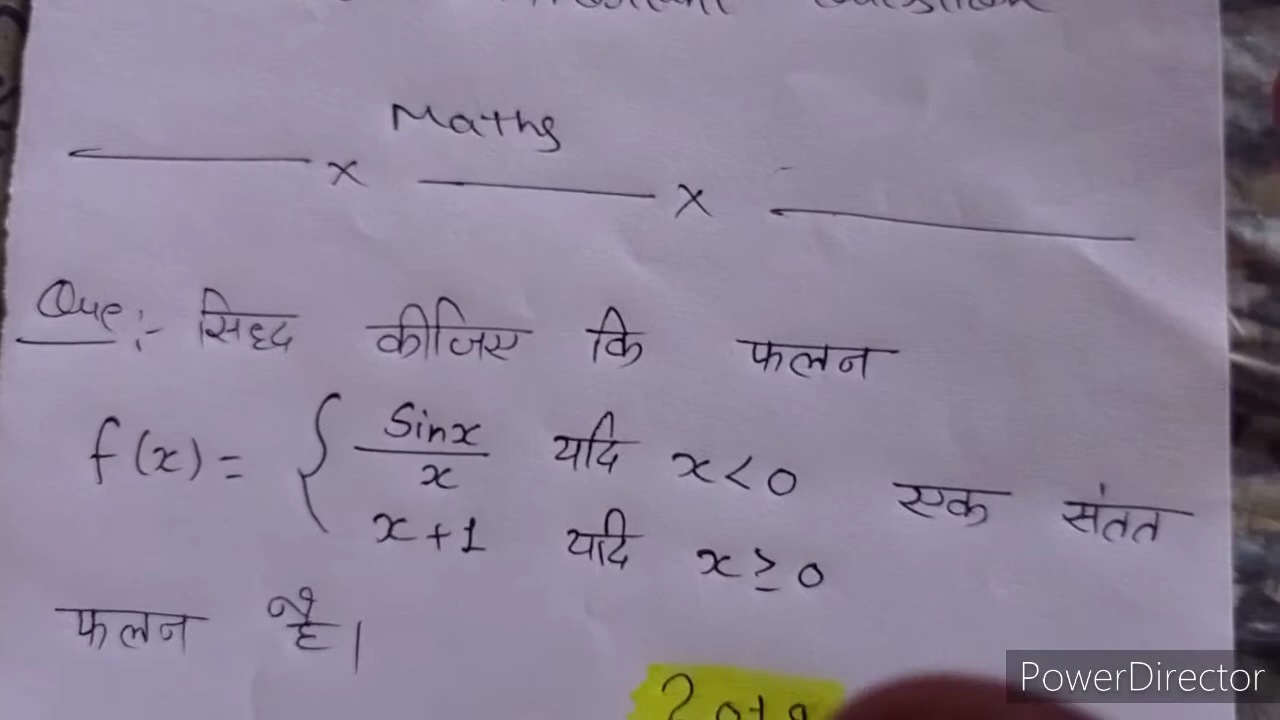 Maths
x x
Que:- सिध्द कीजिए कि फलन
f(x) = { Sinx/x यदि x<0 एक संतत
x+1 यदि x≥0
फलन है।
PowerDirector